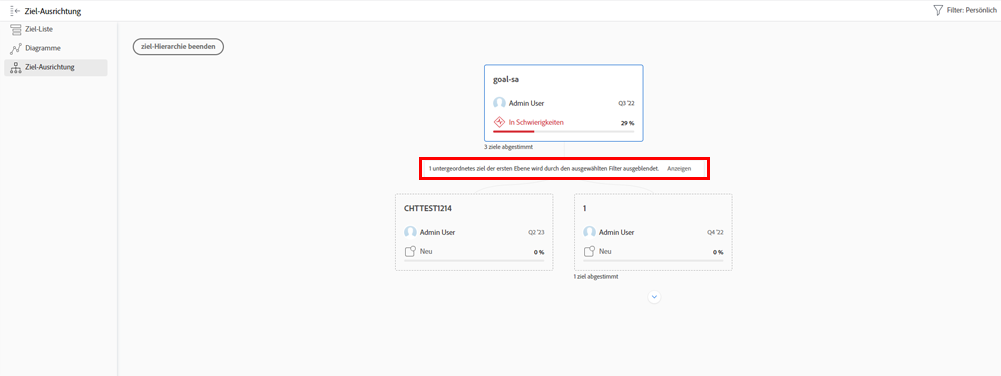 Ziel-Ausrichtung
Filter: Persönlich
Ziel-Liste
Diagramme
Ziel-Ausrichtung
ziel-Hierarchie beenden
goal-sa
Admin User Q3 '22
In Schwierigkeiten 29 %
3 ziele abgestimmt
1 untergeordnetes ziel der ersten Ebene wird durch den ausgewählten Filter ausgeblendet. Anzeigen
CHTTEST1214
Admin User Q2 '23
Neu 0 %
1
Admin User Q4 '22
Neu 0 %
1 ziel abgestimmt